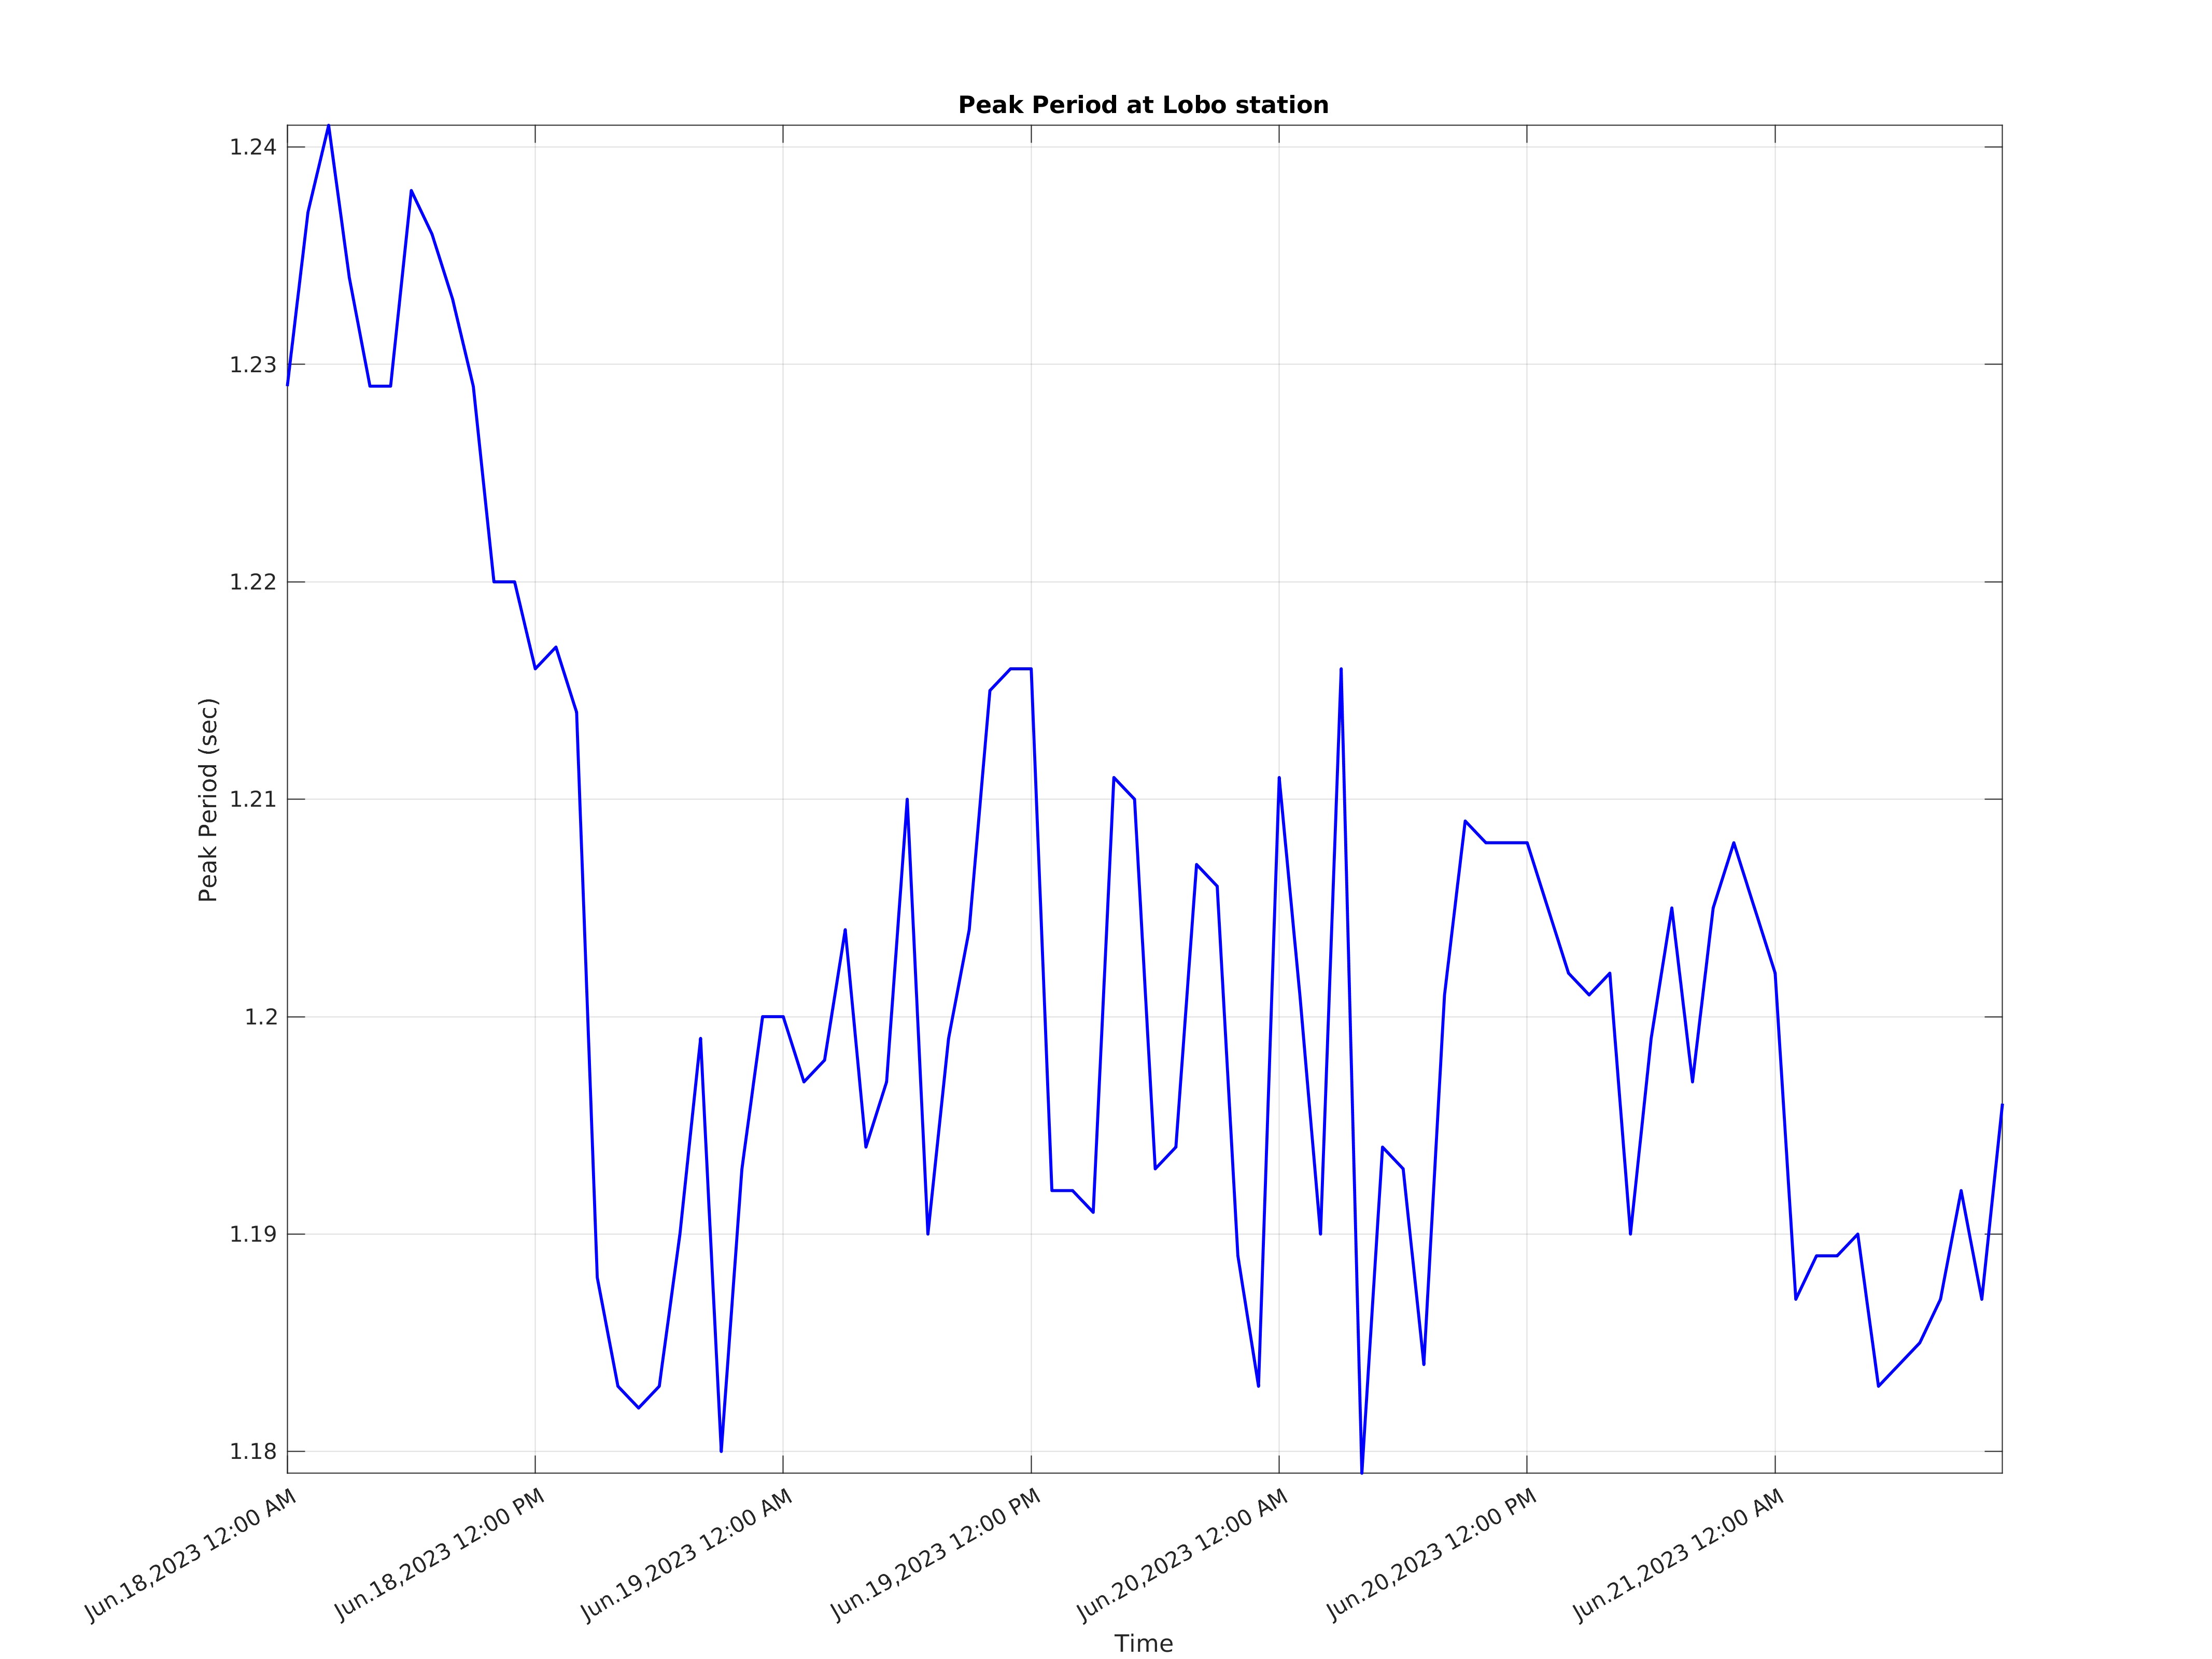 Peak Period at Lobo station
Peak Period (sec)
1.24
1.23
1.22
1.21
1.2
1.19
1.18
Jun.18,2023 12:00 AM
Jun.18,2023 12:00 PM
Jun.19,2023 12:00 AM
Jun.19,2023 12:00 PM
Jun.20,2023 12:00 AM
Jun.20,2023 12:00 PM
Jun.21,2023 12:00 AM
Time